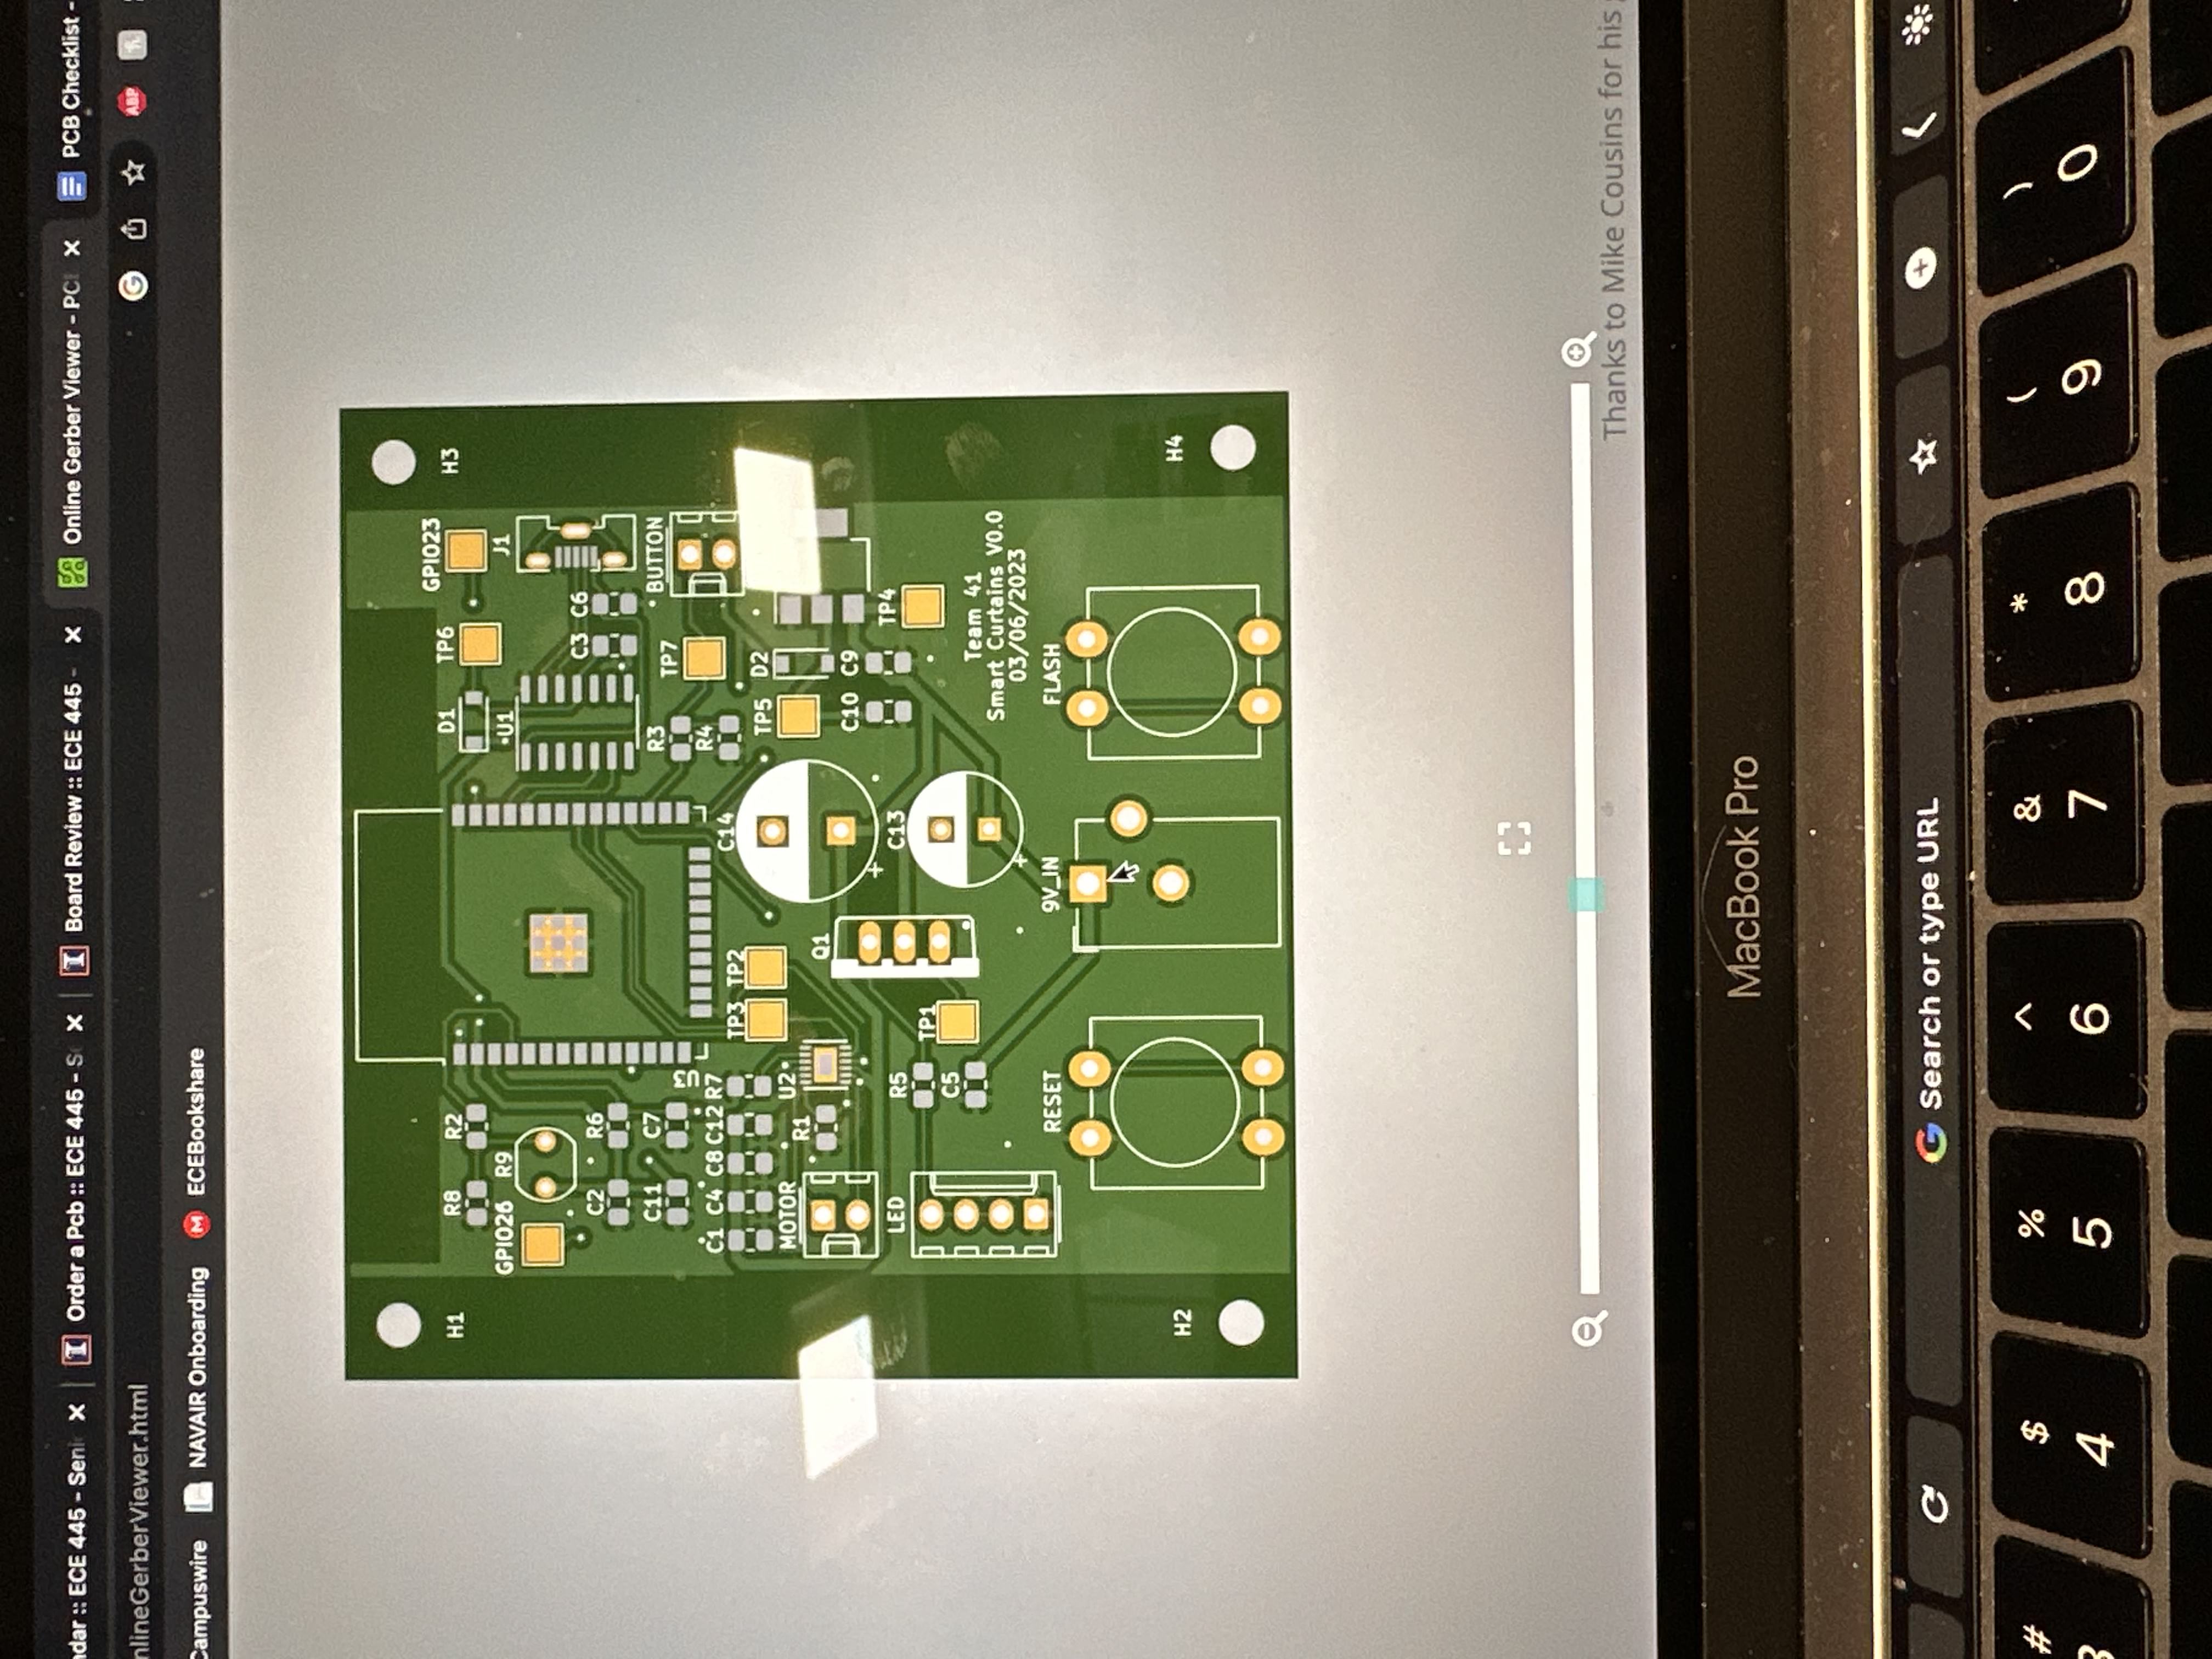 ndar :: ECE 445 - Seni
Order a Pcb :: ECE 445 - S
Board Review :: ECE 445 -
Online Gerber Viewer - PC
PCB Checklist -
nlineGerberViewer.html
G
ABP
Campuswire
NAVAIR Onboarding
M
ECEBookshare
H1
H3
R8
R2
D1
TP6
GPIO23
GPIO26
R9
U1
J1
C2
R6
C3
C6
C11
C7
U3
R3
TP7
BUTTON
R4
C1
C4
C8
C12
R7
TP3
TP2
C14
TP5
D2
MOTOR
R1
U2
Q1
C10
C9
LED
R5
C13
TP4
TP1
C5
+
+
Team 41
Smart Curtains V0.0
03/06/2023
RESET
9V_IN
FLASH
H2
H4
Thanks to Mike Cousins for his
MacBook Pro
G Search or type URL
#
3
$
4
%
5
^
6
&
7
*
8
(
9
)
0